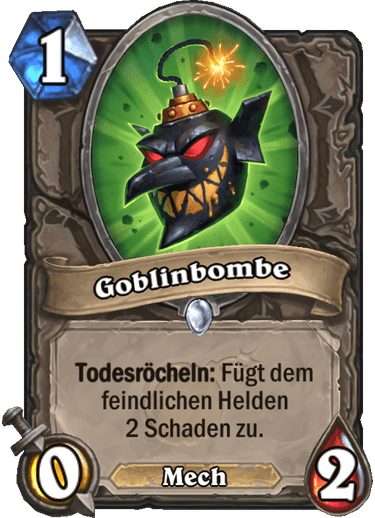 1
Goblinbombe
Todesröcheln: Fügt dem
feindlichen Helden
2 Schaden zu.
0
Mech
2